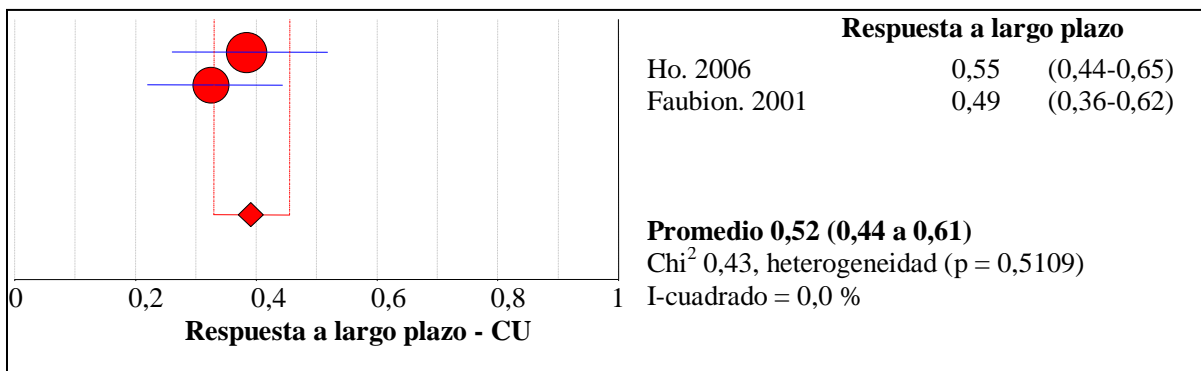 Respuesta a largo plazo
Ho. 2006 0,55 (0,44-0,65)
Faubion. 2001 0,49 (0,36-0,62)
Promedio 0,52 (0,44 a 0,61)
Chi² 0,43, heterogeneidad (p = 0,5109)
I-cuadrado = 0,0 %
0 0,2 0,4 0,6 0,8 1
Respuesta a largo plazo - CU